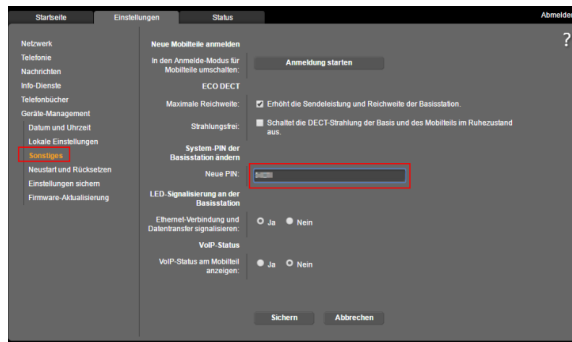 Startseite Einstellungen Status Abmelden
?
Netzwerk
Telefonie
Nachrichten
Info-Dienste
Telefonbücher
Geräte-Management
Datum und Uhrzeit
Lokale Einstellungen
Sonstiges
Neustart und Rücksetzen
Einstellungen sichern
Firmware-Aktualisierung
Neue Mobilteile anmelden
In den Anmelde-Modus für
Mobilteile umschalten:
Anmeldung starten
ECO DECT
Maximale Reichweite:
Erhöht die Sendeleistung und Reichweite der Basisstation.
Strahlungsfrei:
Schaltet die DECT-Strahlung der Basis und des Mobilteils im Ruhezustand
aus.
System-PIN der
Basisstation ändern
Neue PIN:
LED-Signalisierung an der
Basisstation
Ethernet-Verbindung und
Datentransfer signalisieren:
Ja Nein
VoIP-Status
VoIP-Status am Mobilteil
anzeigen:
Ja Nein
Sichern Abbrechen